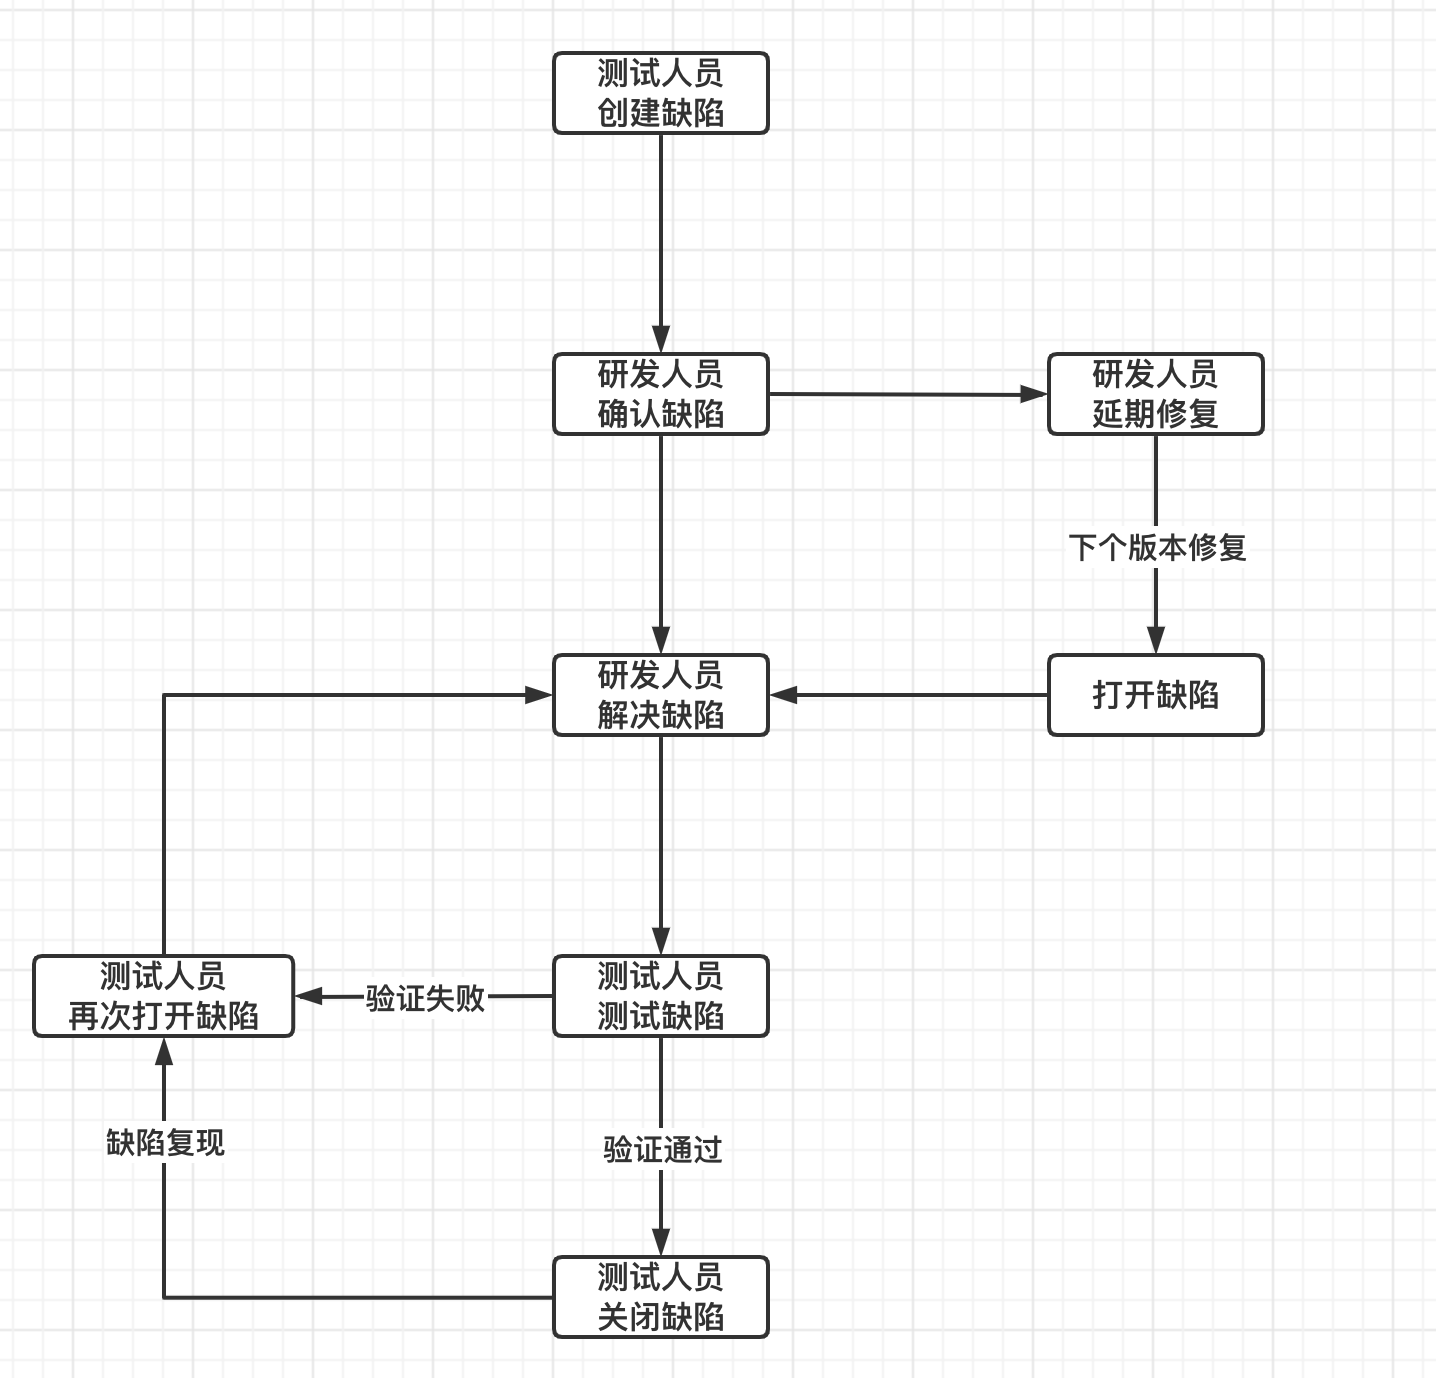 测试人员
创建缺陷
研发人员
确认缺陷
研发人员
延期修复
下个版本修复
研发人员
解决缺陷
打开缺陷
测试人员
再次打开缺陷
验证失败
测试人员
测试缺陷
缺陷复现
验证通过
测试人员
关闭缺陷